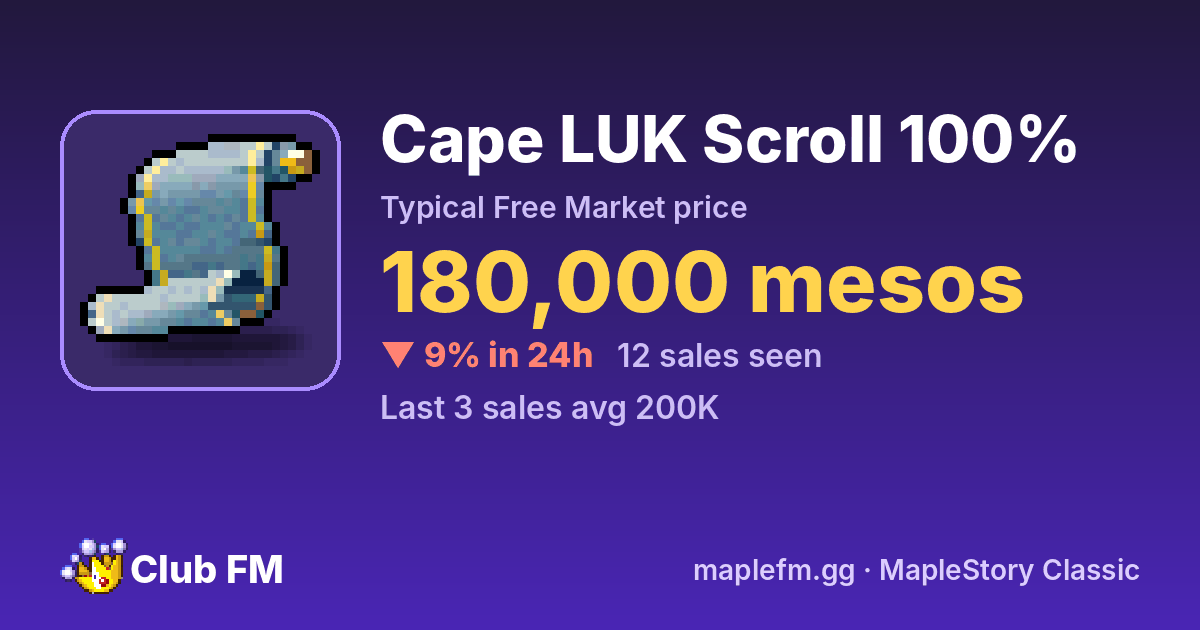 Cape LUK Scroll 100%
Typical Free Market price
180,000 mesos
▼ 9% in 24h 12 sales seen
Last 3 sales avg 200K
Club FM
maplefm.gg · MapleStory Classic